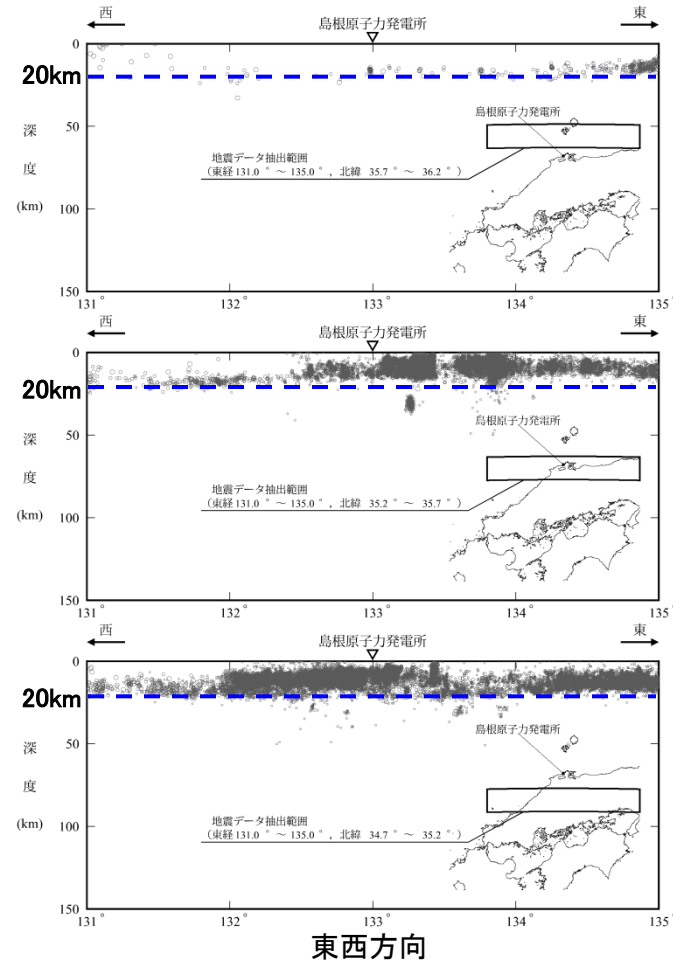 西 島根原子力発電所 東
0
20km
50
深
島根原子力発電所
地震データ抽出範囲
度
(東経 131.0 ° ～ 135.0 ° , 北緯 35.7 ° ～ 36.2 ° )
(km)
100
150
131° 132° 133° 134° 135°
西 島根原子力発電所 東
0
20km
50
島根原子力発電所
深
度
地震データ抽出範囲
(東経 131.0 ° ～ 135.0 ° , 北緯 35.2 ° ～ 35.7 ° )
(km)
100
150
131° 132° 133° 134° 135°
西 島根原子力発電所 東
0
20km
島根原子力発電所
50
深
度
地震データ抽出範囲
(km)
100
(東経 131.0 ° ～ 135.0 ° , 北緯 34.7 ° ～ 35.2 ° )
150
131° 132° 133° 134° 135°
東西方向